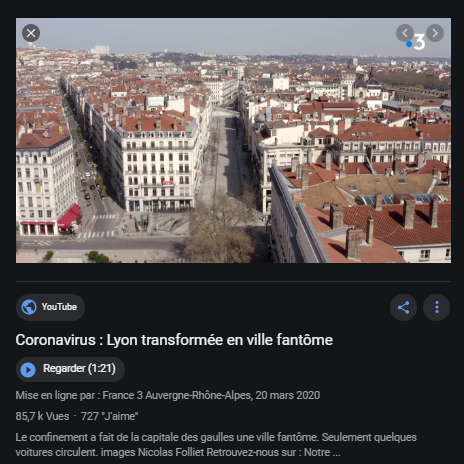 3
YouTube
Coronavirus : Lyon transformée en ville fantôme
Regarder (1:21)
Mise en ligne par : France 3 Auvergne-Rhône-Alpes, 20 mars 2020
85,7 k Vues · 727 "J'aime"
Le confinement a fait de la capitale des gaulles une ville fantôme. Seulement quelques
voitures circulent. images Nicolas Folliet Retrouvez-nous sur : Notre ...